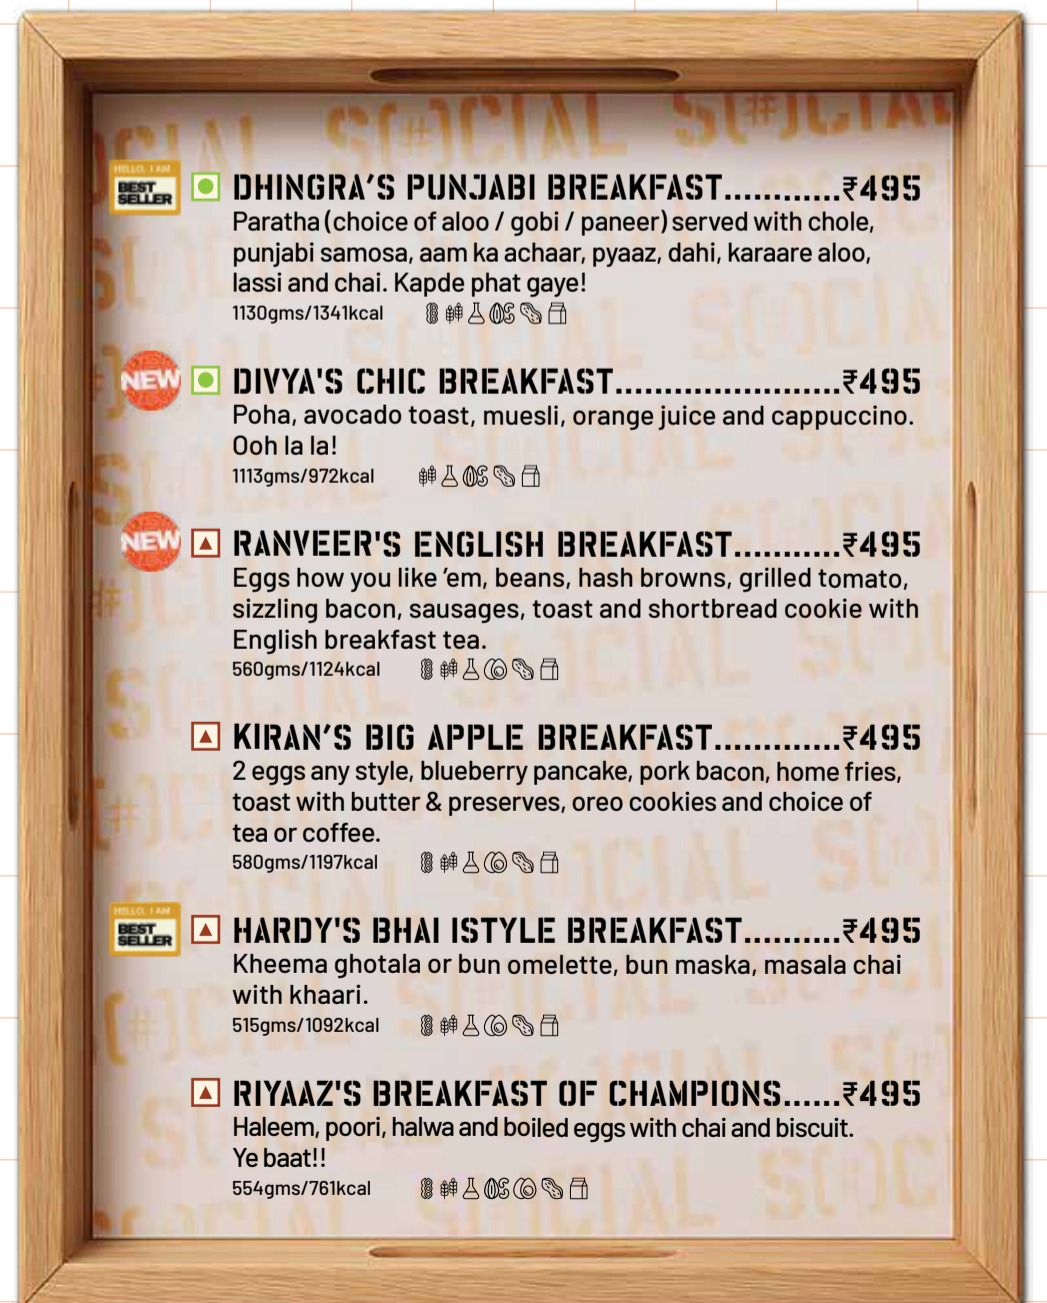 S(#)CIAL S(#)CIAL S(#)CIAL
HELLO, I AM
BEST
SELLER
DHINGRA'S PUNJABI BREAKFAST............₹495
Paratha (choice of aloo / gobi / paneer) served with chole,
punjabi samosa, aam ka achaar, pyaaz, dahi, karaare aloo,
lassi and chai. Kapde phat gaye!
1130gms/1341kcal
NEW
DIVYA'S CHIC BREAKFAST.......................₹495
Poha, avocado toast, muesli, orange juice and cappuccino.
Ooh la la!
1113gms/972kcal
NEW
RANVEER'S ENGLISH BREAKFAST...........₹495
Eggs how you like 'em, beans, hash browns, grilled tomato,
sizzling bacon, sausages, toast and shortbread cookie with
English breakfast tea.
560gms/1124kcal
KIRAN'S BIG APPLE BREAKFAST.............₹495
2 eggs any style, blueberry pancake, pork bacon, home fries,
toast with butter & preserves, oreo cookies and choice of
tea or coffee.
580gms/1197kcal
HELLO, I AM
BEST
SELLER
HARDY'S BHAI ISTYLE BREAKFAST..........₹495
Kheema ghotala or bun omelette, bun maska, masala chai
with khaari.
515gms/1092kcal
RIYAAZ'S BREAKFAST OF CHAMPIONS......₹495
Haleem, poori, halwa and boiled eggs with chai and biscuit.
Ye baat!!
554gms/761kcal